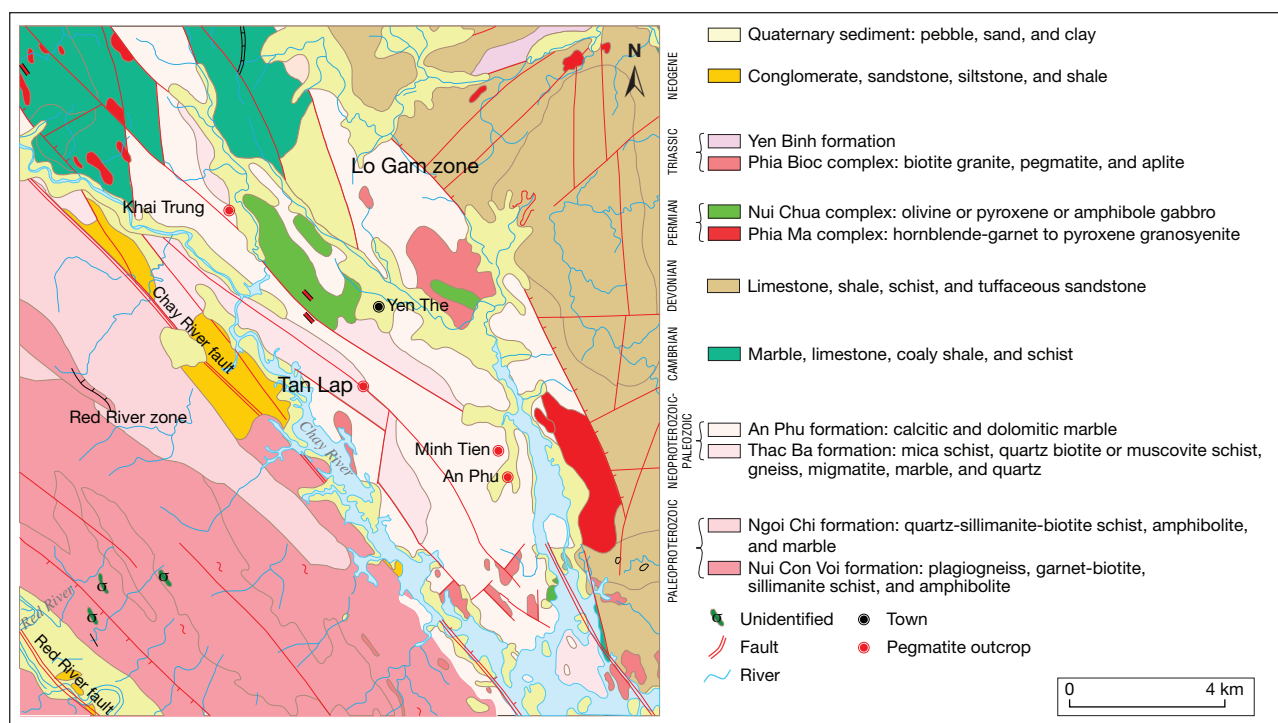 N
Lo Gam zone
Khai Trung
Yen The
Chay River fault
Tan Lap
Red River zone
Chay River
Minh Tien
An Phu
σ
σ
Red River
Red River fault
NEOGENE
TRIASSIC
PERMIAN
DEVONIAN
CAMBRIAN
NEOPROTEROZOIC-
PALEOZOIC
PALEOPROTEROZOIC
Quaternary sediment: pebble, sand, and clay
Conglomerate, sandstone, siltstone, and shale
Yen Binh formation
Phia Bioc complex: biotite granite, pegmatite, and aplite
Nui Chua complex: olivine or pyroxene or amphibole gabbro
Phia Ma complex: hornblende-garnet to pyroxene granosyenite
Limestone, shale, schist, and tuffaceous sandstone
Marble, limestone, coaly shale, and schist
An Phu formation: calcitic and dolomitic marble
Thac Ba formation: mica schist, quartz biotite or muscovite schist,
gneiss, migmatite, marble, and quartz
Ngoi Chi formation: quartz-sillimanite-biotite schist, amphibolite,
and marble
Nui Con Voi formation: plagiogneiss, garnet-biotite,
sillimanite schist, and amphibolite
σ Unidentified
Town
Fault
Pegmatite outcrop
River
0 4 km